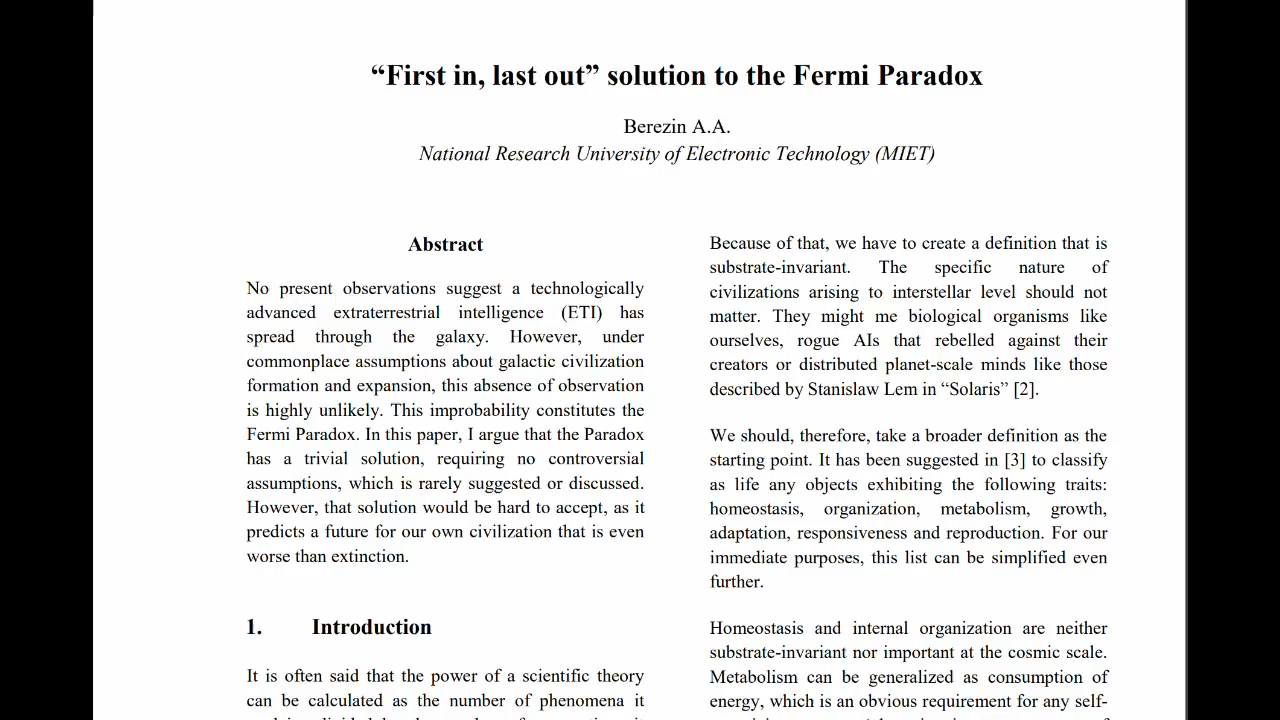 “First in, last out” solution to the Fermi Paradox
Berezin A.A.
National Research University of Electronic Technology (MIET)
Abstract
No present observations suggest a technologically
advanced extraterrestrial intelligence (ETI) has
spread through the galaxy. However, under
commonplace assumptions about galactic civilization
formation and expansion, this absence of observation
is highly unlikely. This improbability constitutes the
Fermi Paradox. In this paper, I argue that the Paradox
has a trivial solution, requiring no controversial
assumptions, which is rarely suggested or discussed.
However, that solution would be hard to accept, as it
predicts a future for our own civilization that is even
worse than extinction.
1. Introduction
It is often said that the power of a scientific theory
can be calculated as the number of phenomena it
Because of that, we have to create a definition that is
substrate-invariant. The specific nature of
civilizations arising to interstellar level should not
matter. They might me biological organisms like
ourselves, rogue AIs that rebelled against their
creators or distributed planet-scale minds like those
described by Stanislaw Lem in “Solaris” [2].
We should, therefore, take a broader definition as the
starting point. It has been suggested in [3] to classify
as life any objects exhibiting the following traits:
homeostasis, organization, metabolism, growth,
adaptation, responsiveness and reproduction. For our
immediate purposes, this list can be simplified even
further.
Homeostasis and internal organization are neither
substrate-invariant nor important at the cosmic scale.
Metabolism can be generalized as consumption of
energy, which is an obvious requirement for any self-